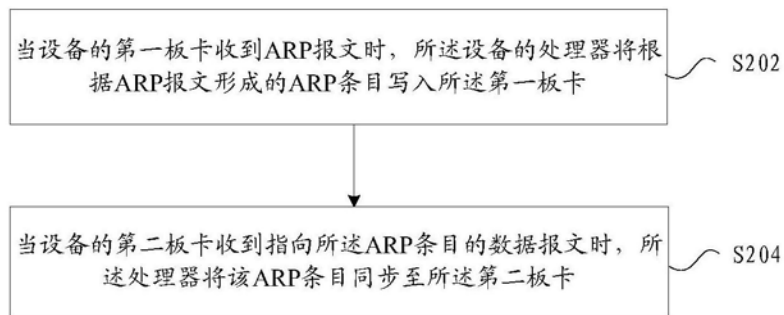 当设备的第一板卡收到ARP报文时，所述设备的处理器将根
据ARP报文形成的ARP条目写入所述第一板卡
S202
当设备的第二板卡收到指向所述ARP条目的数据报文时，所
述处理器将该ARP条目同步至所述第二板卡
S204